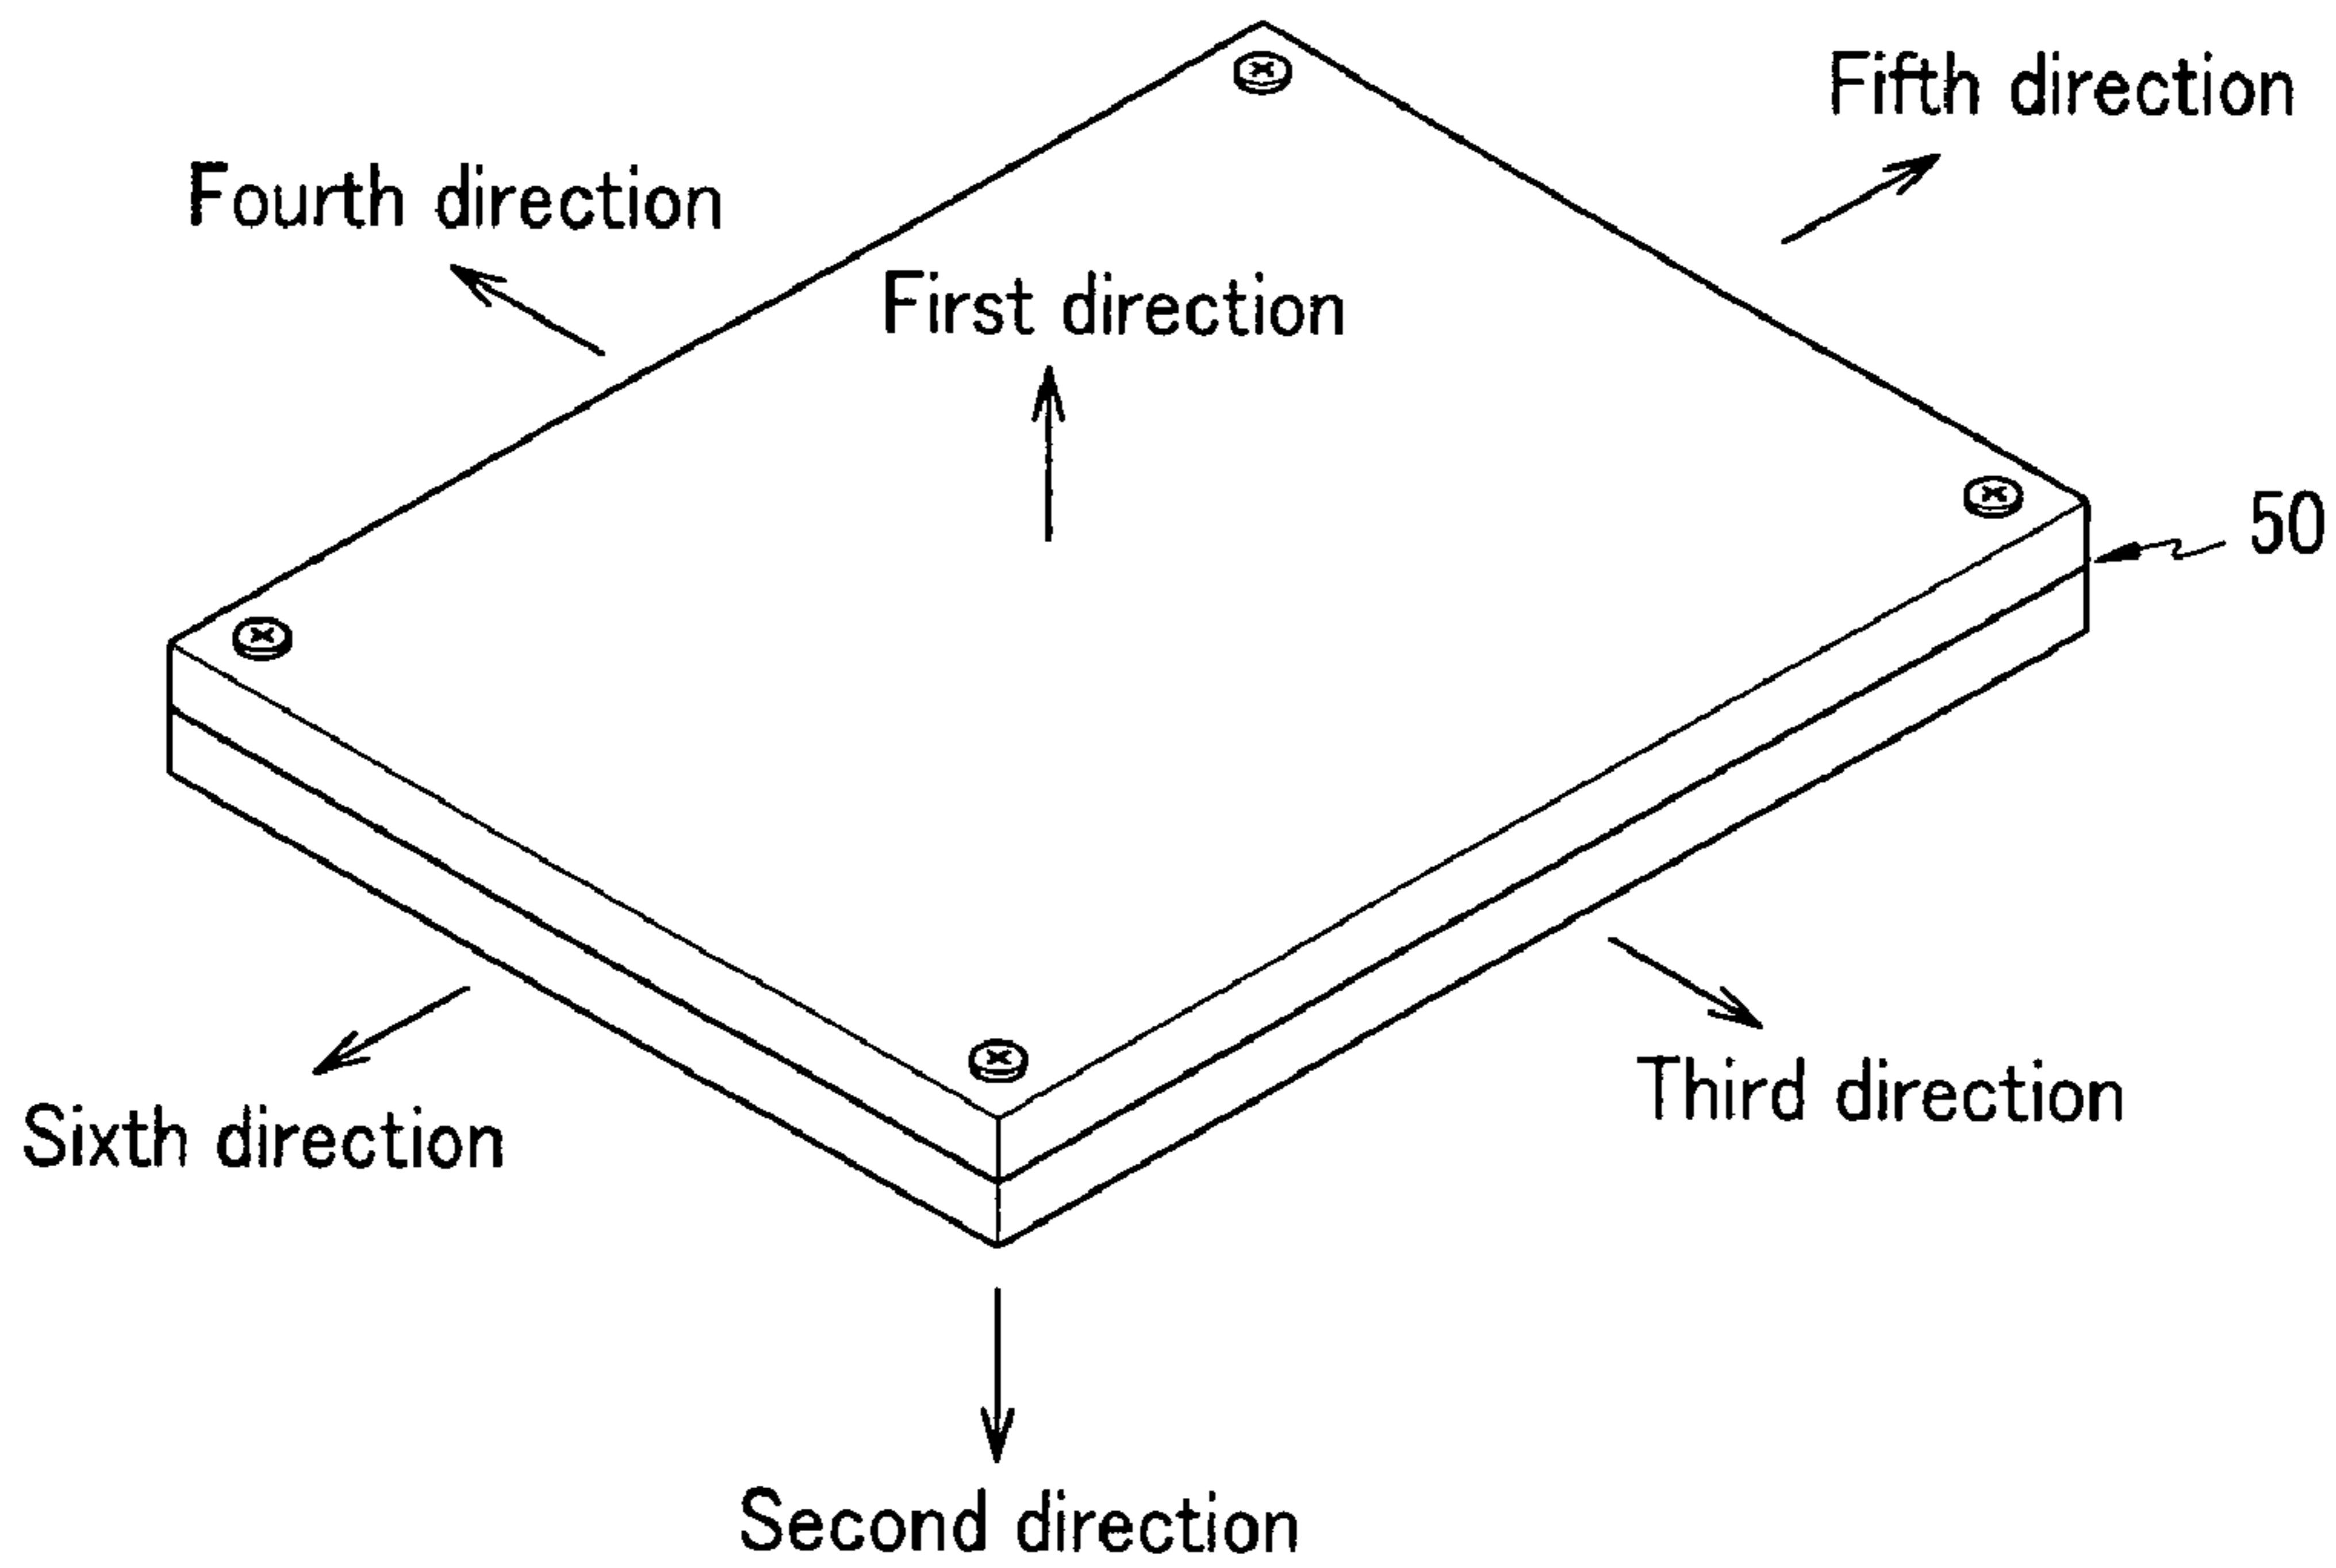 Fifth direction
Fourth direction
First direction
50
Third direction
Sixth direction
Second direction